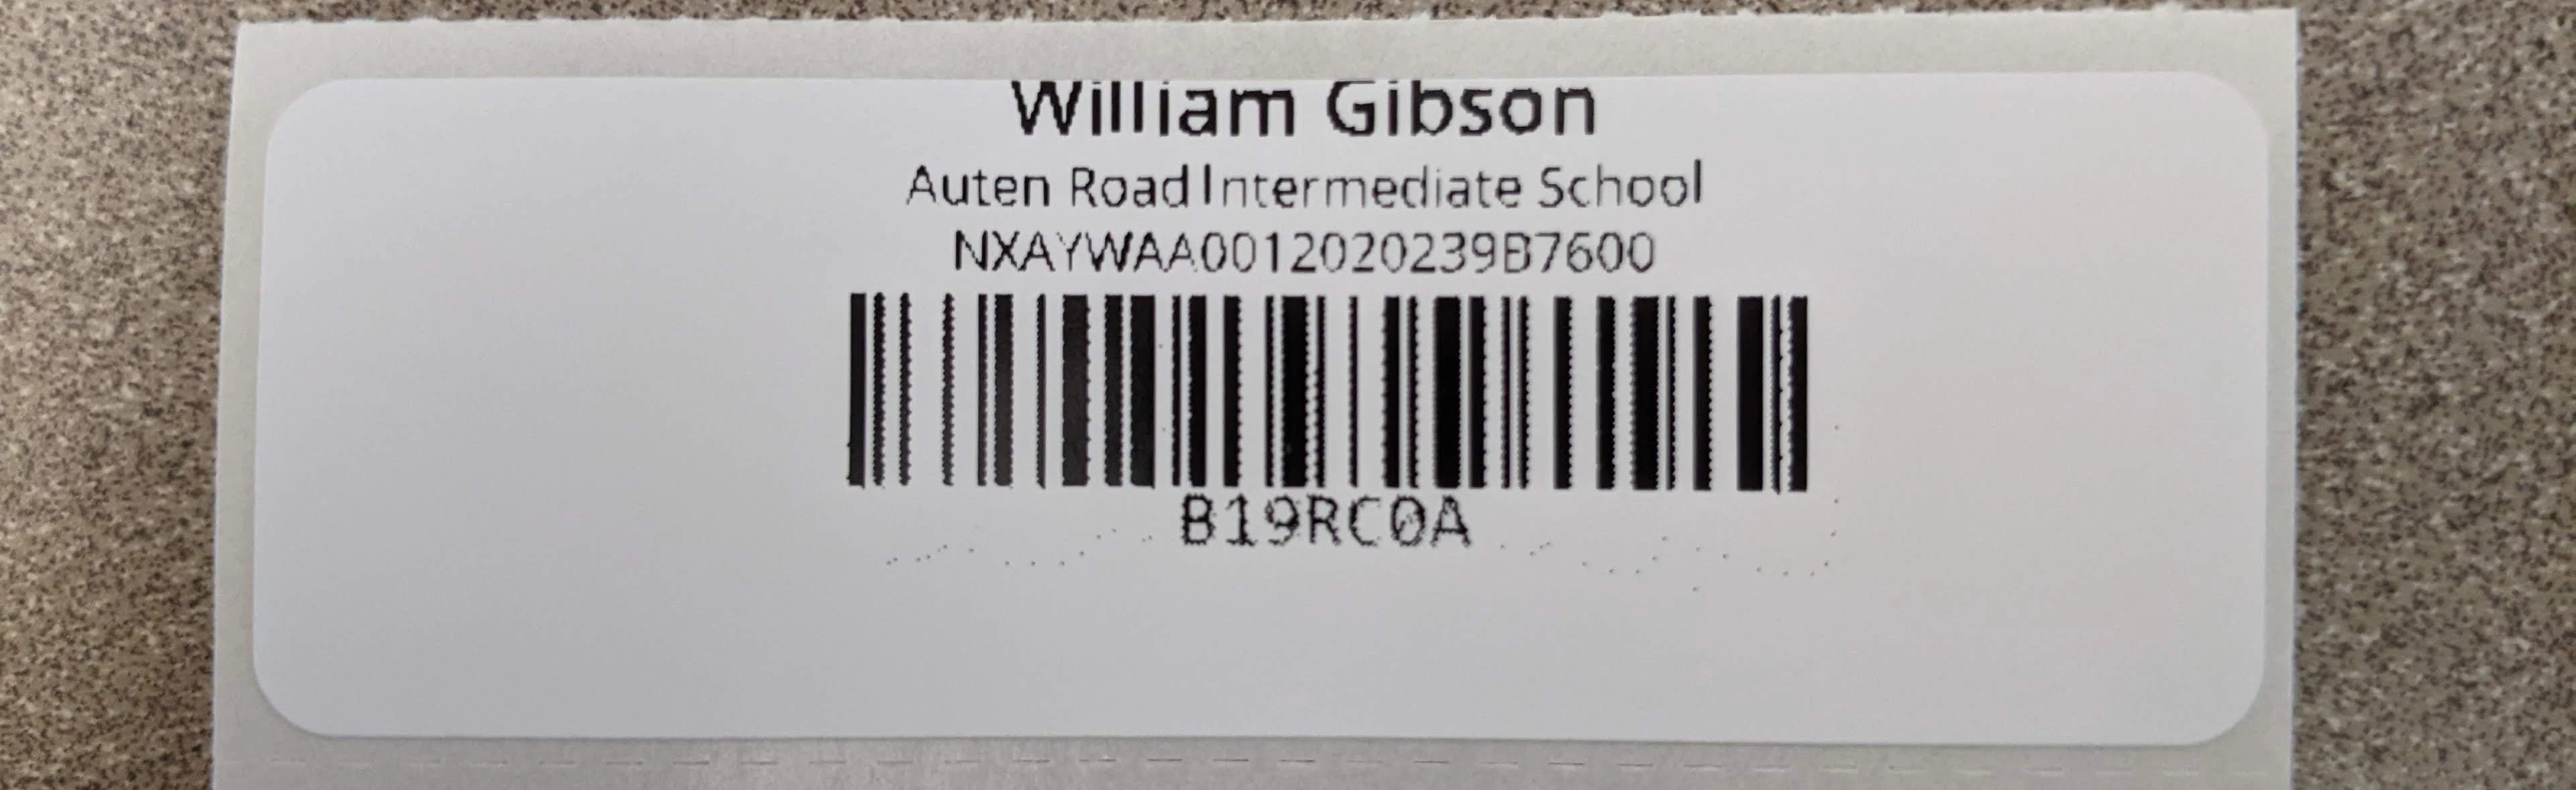 William Gibson
Auten Road Intermediate School
NXAYWAA0012020239B7600
B19RC0A